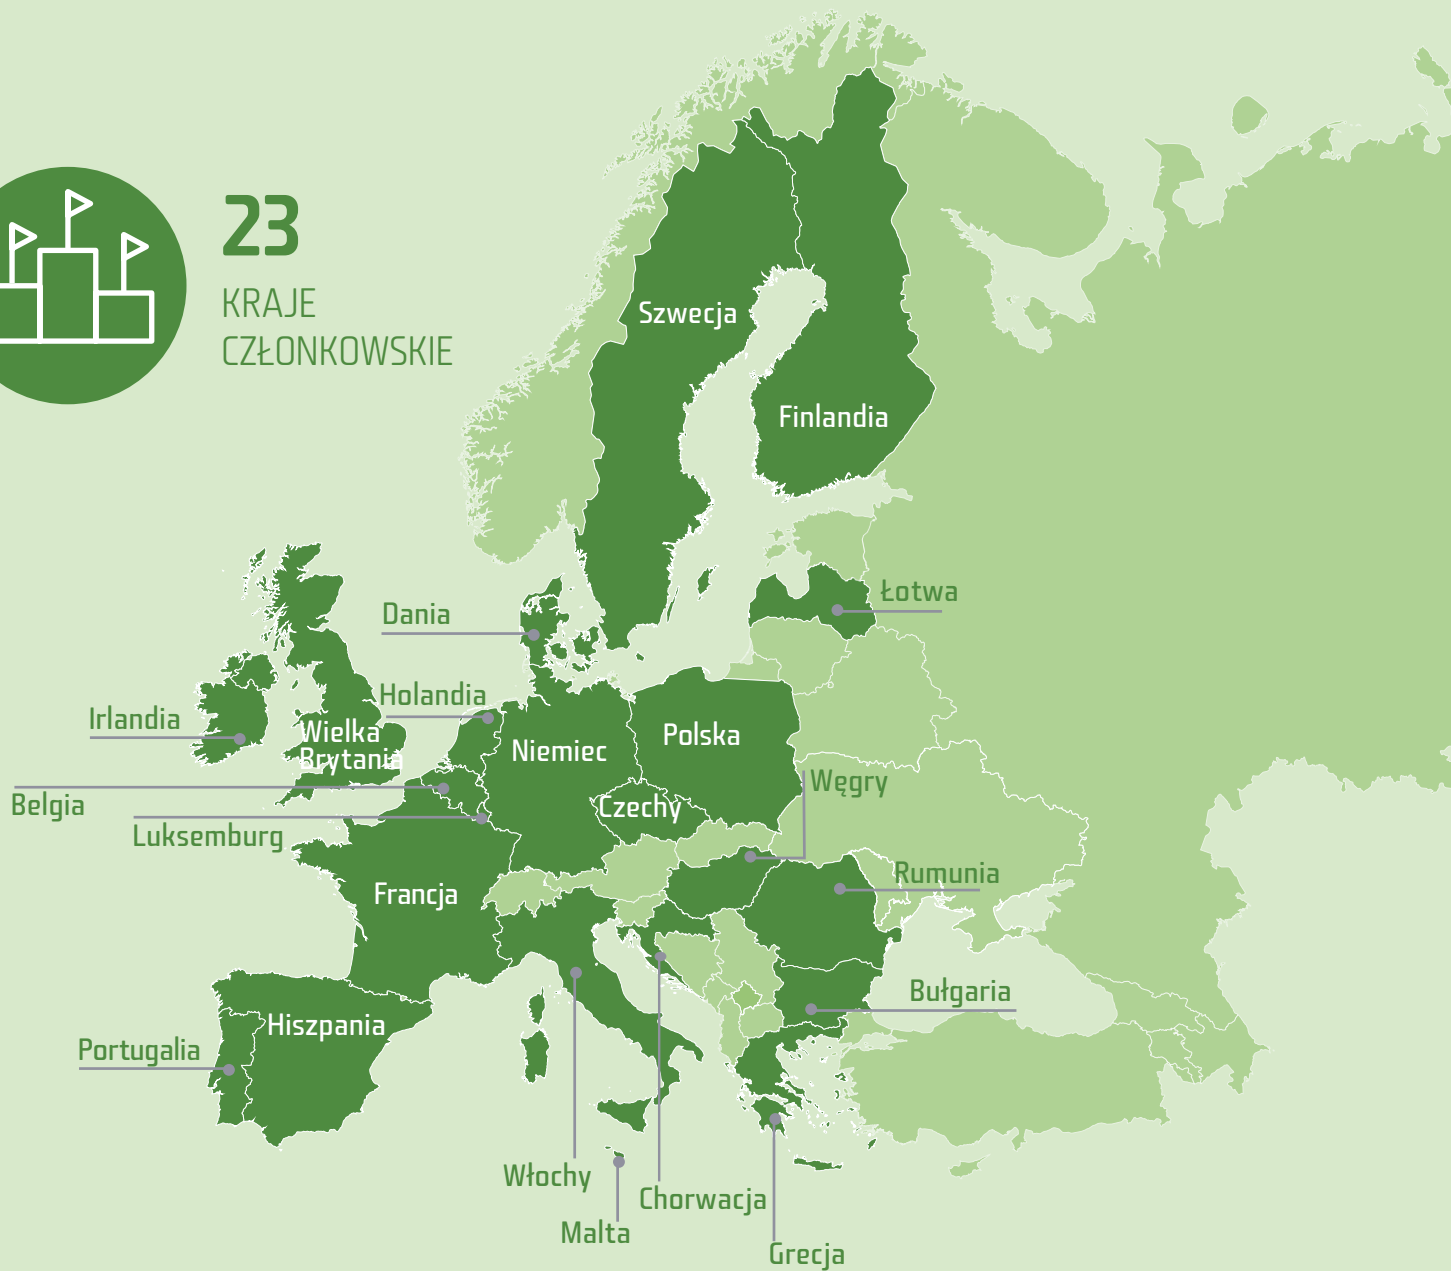 23
KRAJE
CZŁONKOWSKIE
Szwecja
Finlandia
Łotwa
Dania
Holandia
Irlandia
Wielka
Brytania
Niemiec
Polska
Węgry
Belgia
Czechy
Luksemburg
Rumunia
Francja
Bułgaria
Hiszpania
Portugalia
Włochy
Chorwacja
Malta
Grecja